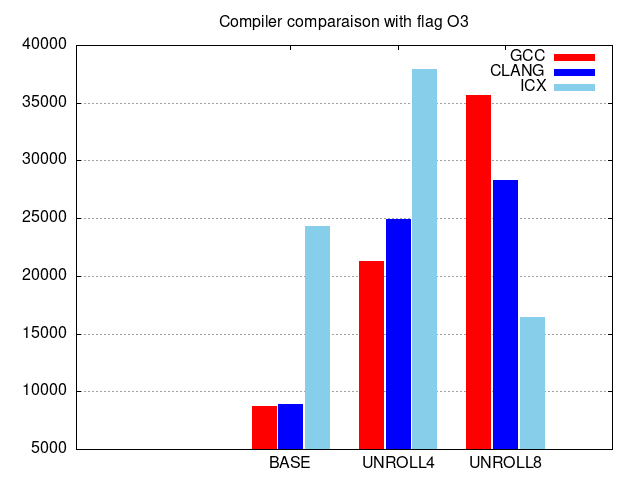 Compiler comparaison with flag O3
40000
35000
30000
25000
20000
15000
10000
5000
GCC
CLANG
ICX
BASE UNROLL4 UNROLL8